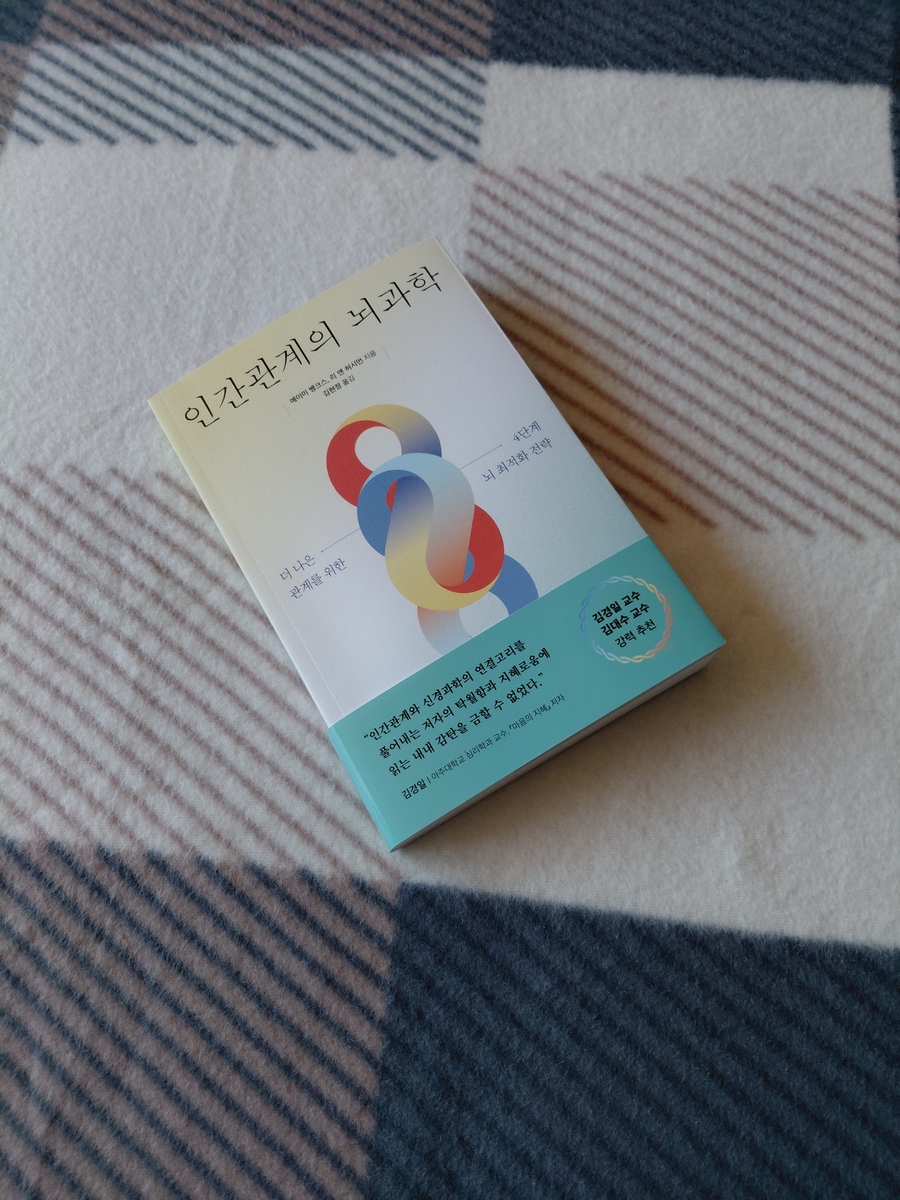 인간관계의 뇌과학
에이미 뱅크스, 리 앤 허시먼 지음
김현정 옮김
4단계
뇌 최적화 전략
더 나은
관계를 위한
김경일 교수
김대수 교수
강력 추천
“인간관계와 신경과학의 연결고리를
풀어내는 저자의 탁월함과 지혜로움에
읽는 내내 감탄을 금할 수 없었다.”
김경일 | 아주대학교 심리학과 교수, 『마음의 지혜』 저자